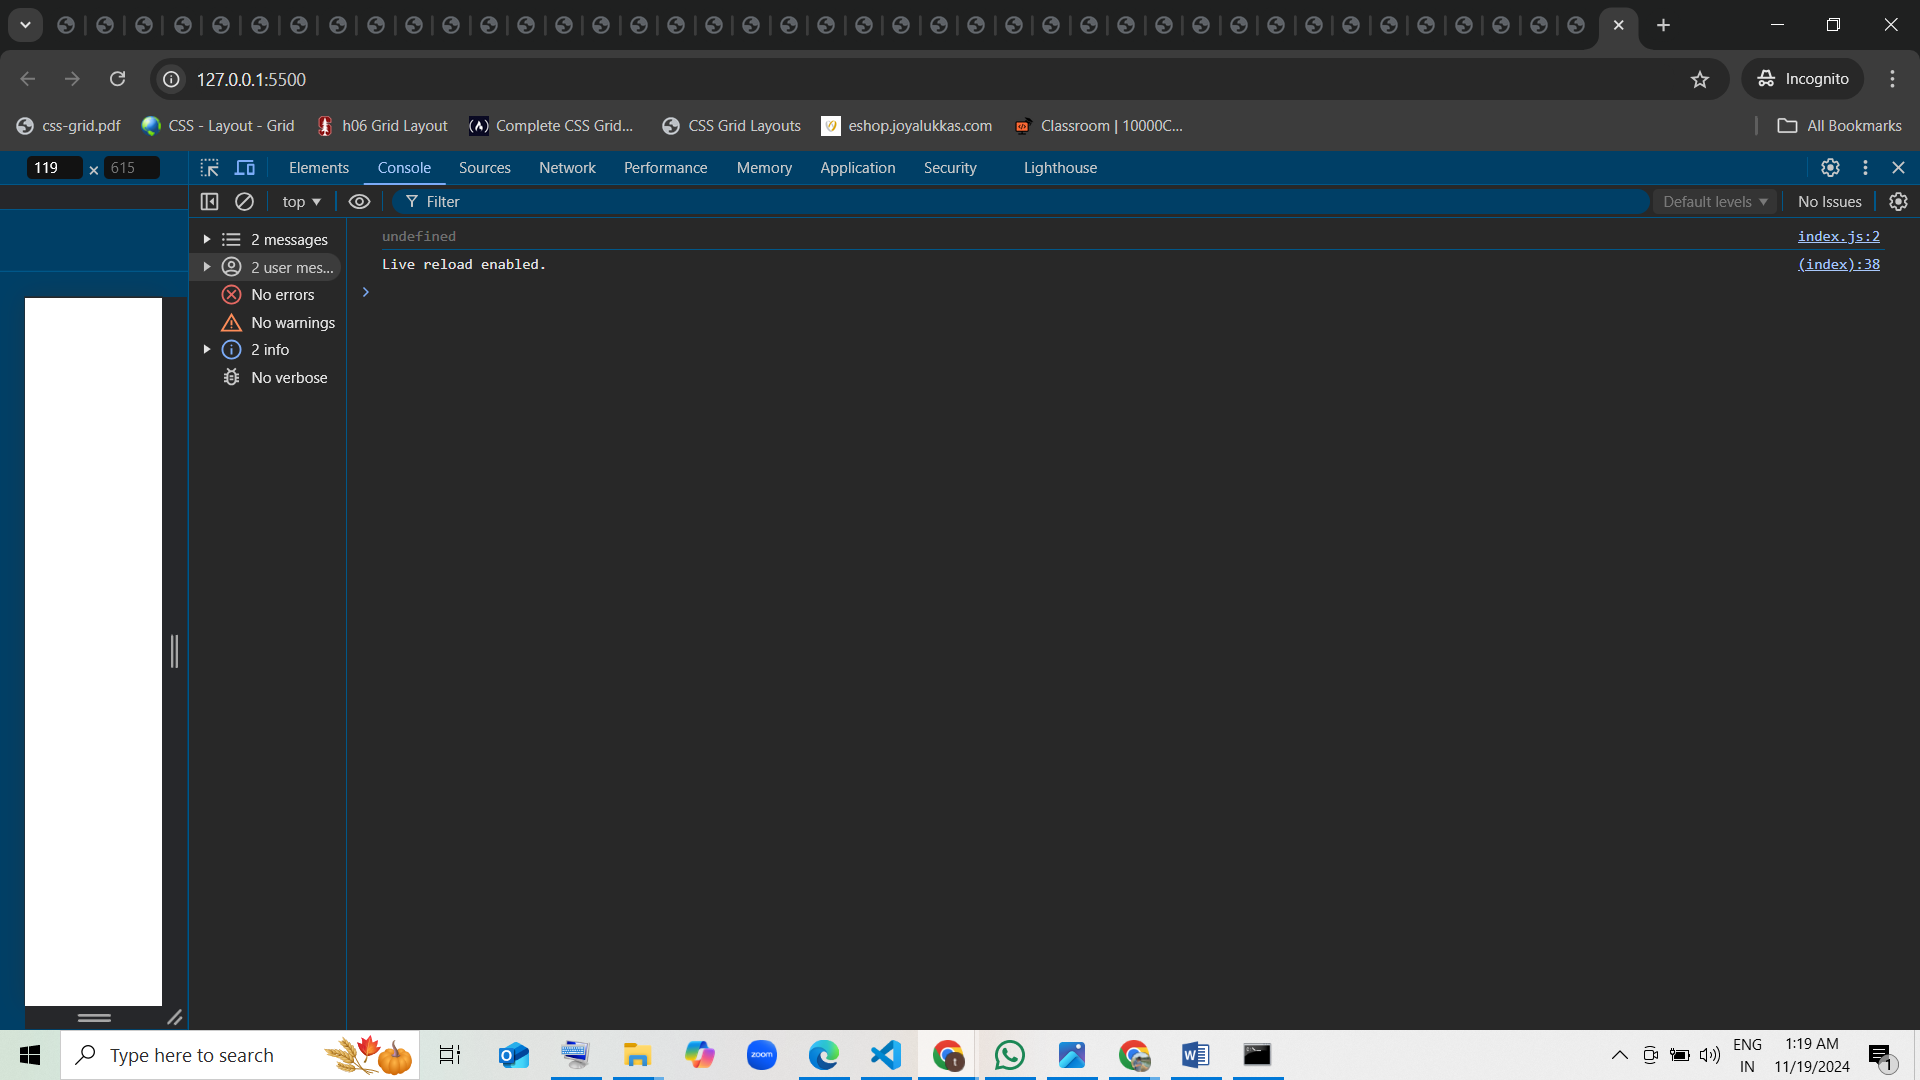 127.0.0.1:5500
Incognito
css-grid.pdf
CSS - Layout - Grid
h06 Grid Layout
Complete CSS Grid...
CSS Grid Layouts
eshop.joyalukkas.com
Classroom | 10000C...
All Bookmarks
119 × 615
Elements Console Sources Network Performance Memory Application Security Lighthouse
top
Filter
Default levels
No Issues
2 messages
2 user mes...
No errors
No warnings
2 info
No verbose
undefined index.js:2
Live reload enabled. (index):38
Type here to search
zoom
ENG
IN
1:19 AM
11/19/2024
1